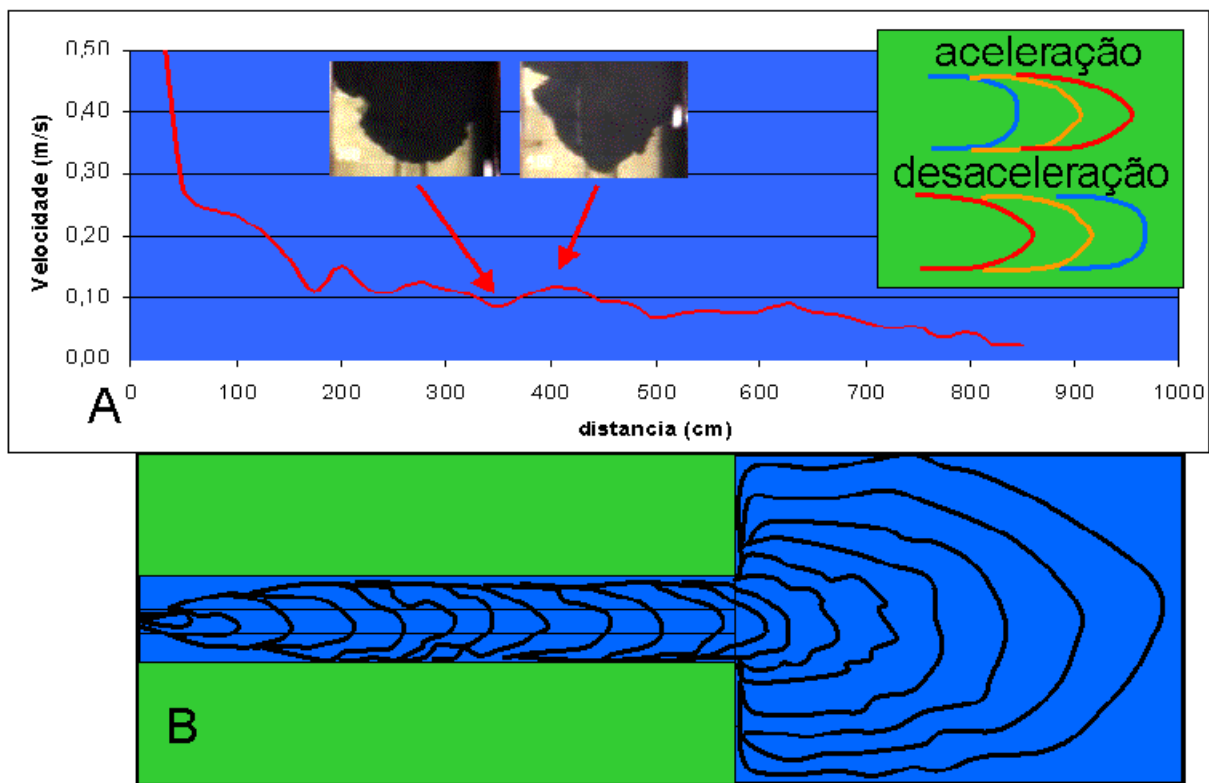 0,50
0,40
0,30
0,20
0,10
0,00
Velocidade (m/s)
aceleração
desaceleração
A
0 100 200 300 400 500 600 700 800 900 1000
distancia (cm)
B